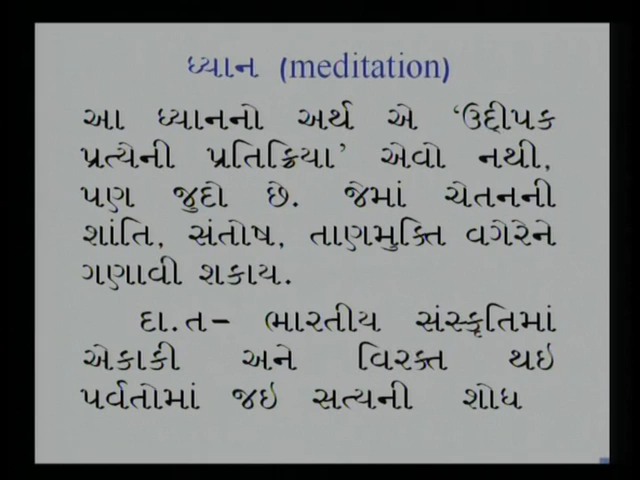 ધ્યાન (meditation)
આ ધ્યાનનો અર્થ એ ‘ઉદ્દીપક
પ્રત્યેની પ્રતિક્રિયા’ એવો નથી,
પણ જુદો છે. જેમાં ચેતનની
શાંતિ, સંતોષ, તાણમુક્તિ વગેરેને
ગણાવી શકાય.
દા.ત– ભારતીય સંસ્કૃતિમાં
એકાકી અને વિરક્ત થઇ
પર્વતોમાં જઇ સત્યની શોધ